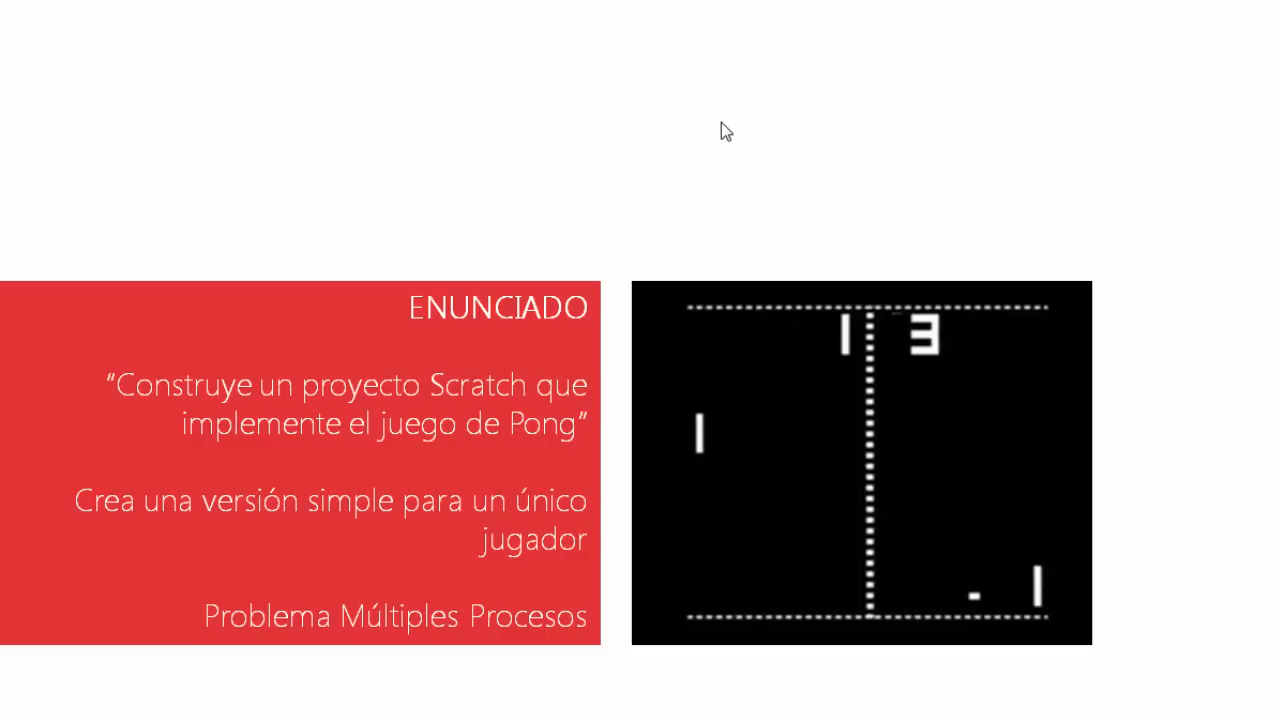 ENUNCIADO
“Construye un proyecto Scratch que
implemente el juego de Pong”
Crea una versión simple para un único
jugador
Problema Múltiples Procesos
1 3